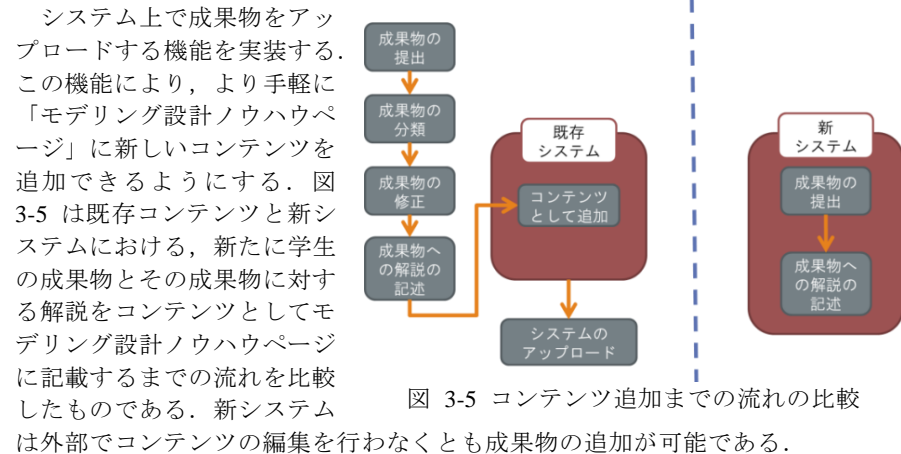 システム上で成果物をアッ
プロードする機能を実装する．
この機能により，より手軽に
「モデリング設計ノウハウペ
ージ」に新しいコンテンツを
追加できるようにする．図
3-5 は既存コンテンツと新シ
ステムにおける，新たに学生
の成果物とその成果物に対す
る解説をコンテンツとしてモ
デリング設計ノウハウページ
に記載するまでの流れを比較
したものである．新システム
は外部でコンテンツの編集を行わなくとも成果物の追加が可能である．
成果物の
提出
成果物の
分類
成果物の
修正
成果物へ
の解説の
記述
既存
システム
コンテンツ
として追加
システムの
アップロード
新
システム
成果物の
提出
成果物へ
の解説の
記述
図 3-5 コンテンツ追加までの流れの比較